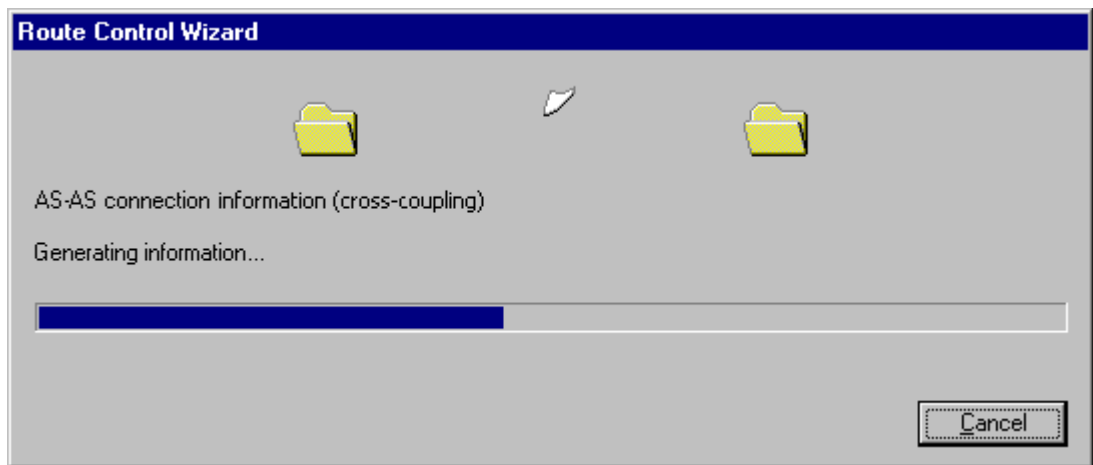 Route Control Wizard
AS-AS connection information (cross-coupling)
Generating information...
Cancel